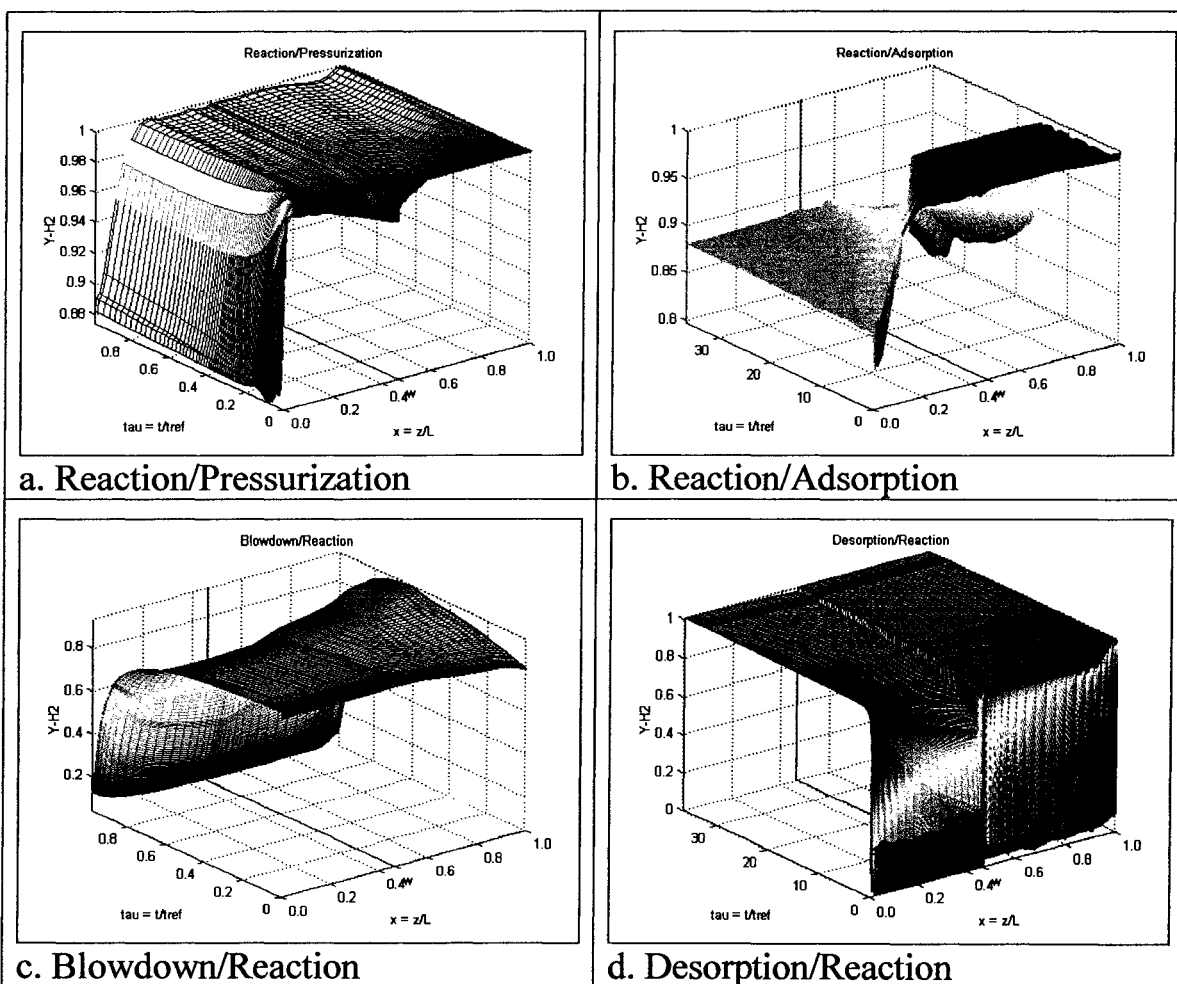 Reaction/Pressurization
1
0.98
0.96
0.94
0.92
0.9
0.88
Y-H2
0.8
0.6
0.4
0.2
0
0.0
0.2
0.4w
0.6
0.8
1.0
tau = t/tref
x = z/L
a. Reaction/Pressurization
Reaction/Adsorption
1
0.95
0.9
0.85
0.8
Y-H2
30
20
10
0
0.0
0.2
0.4w
0.6
0.8
1.0
tau = t/tref
x = z/L
b. Reaction/Adsorption
Blowdown/Reaction
0.8
0.6
0.4
0.2
Y-H2
0.8
0.6
0.4
0.2
0
0.0
0.2
0.4w
0.6
0.8
1.0
tau = t/tref
x = z/L
c. Blowdown/Reaction
Desorption/Reaction
1
0.8
0.6
0.4
0.2
0
Y-H2
30
20
10
0
0.0
0.2
0.4w
0.6
0.8
1.0
tau = t/tref
x = z/L
d. Desorption/Reaction